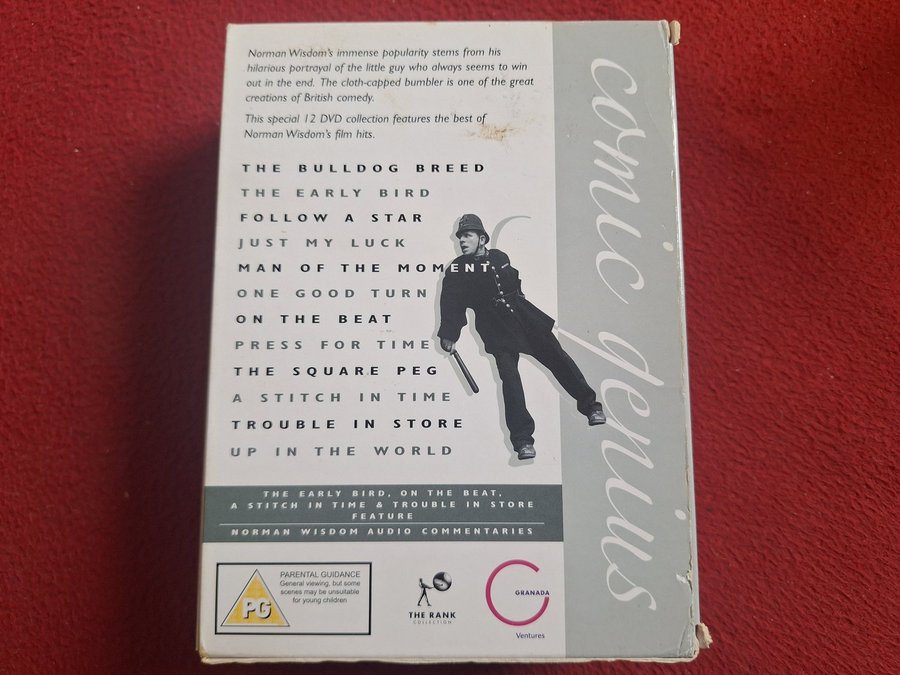 Norman Wisdom's immense popularity stems from his
hilarious portrayal of the little guy who always seems to win
out in the end. The cloth-capped bumbler is one of the great
creations of British comedy.
This special 12 DVD collection features the best of
Norman Wisdom's film hits.
THE BULLDOG BREED
THE EARLY BIRD
FOLLOW A STAR
JUST MY LUCK
MAN OF THE MOMENT
ONE GOOD TURN
ON THE BEAT
PRESS FOR TIME
THE SQUARE PEG
A STITCH IN TIME
TROUBLE IN STORE
UP IN THE WORLD
THE EARLY BIRD, ON THE BEAT,
A STITCH IN TIME & TROUBLE IN STORE
FEATURE
NORMAN WISDOM AUDIO COMMENTARIES
PG
PARENTAL GUIDANCE
General viewing, but some
scenes may be unsuitable
for young children
THE RANK
COLLECTION
GRANADA
Ventures
comic genius